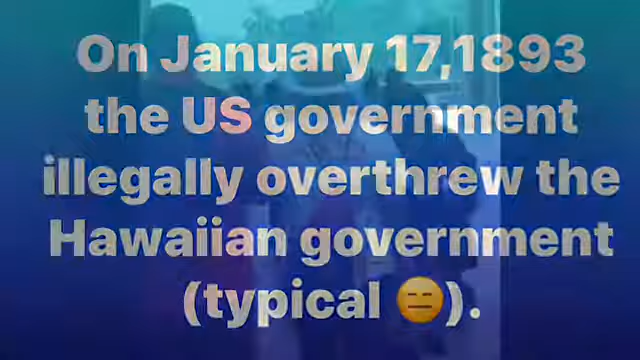 On January 17,1893
the US government
illegally overthrew the
Hawaiian government
(typical 😑).